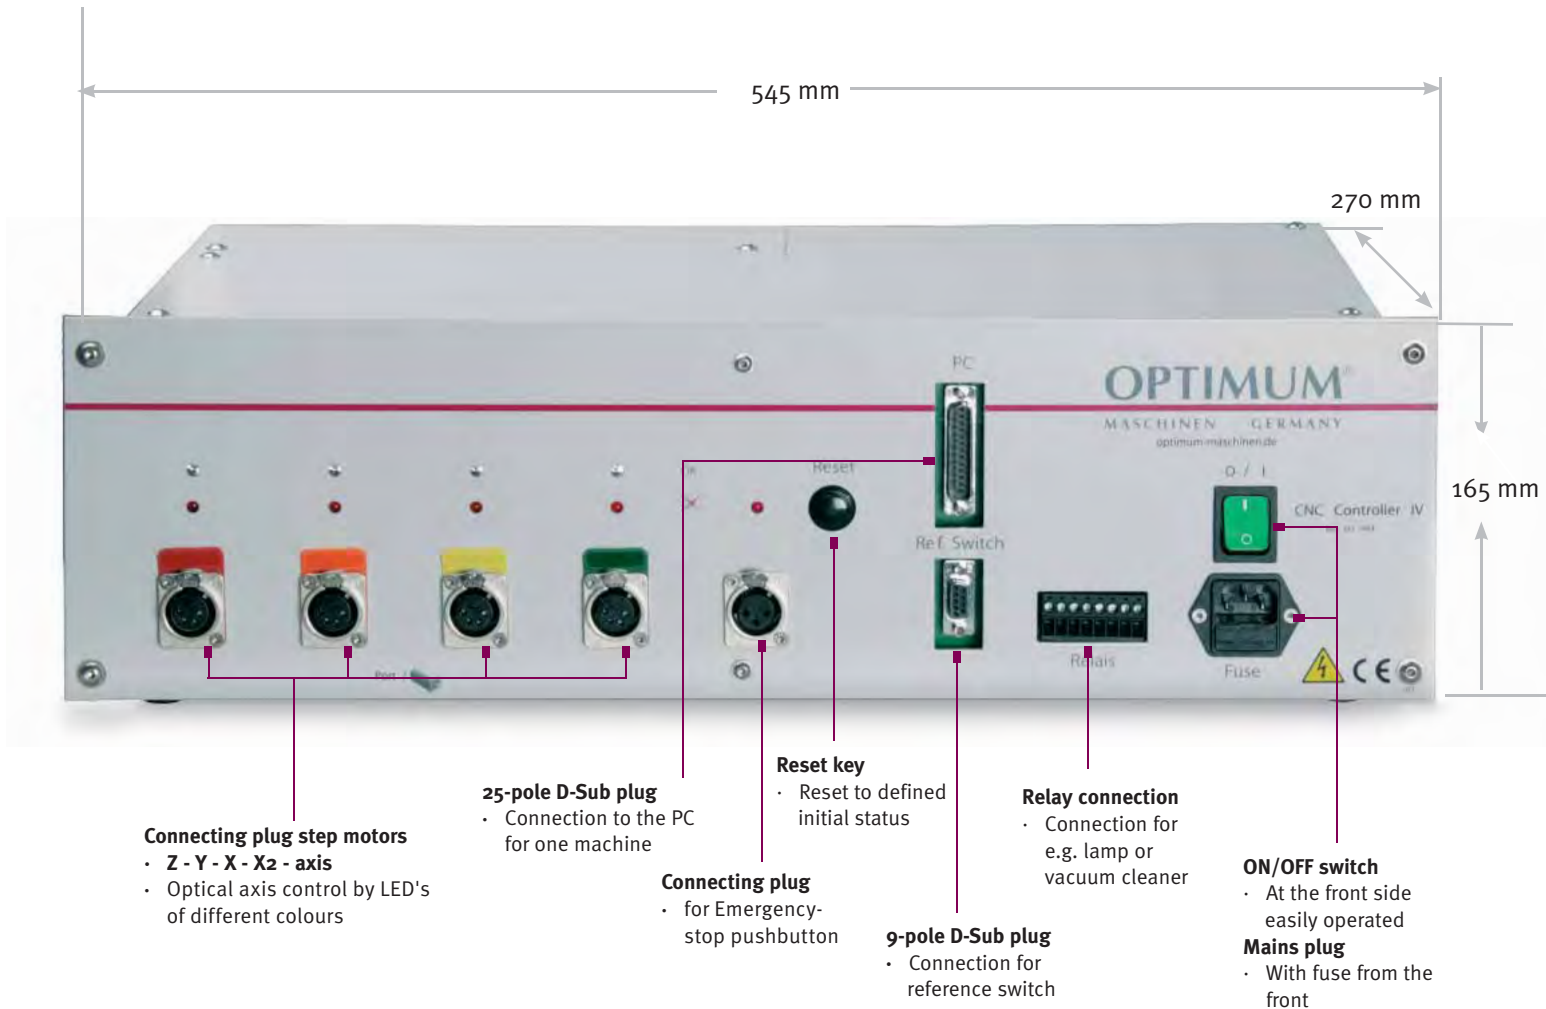 545 mm
270 mm
PC
OPTIMUM®
MASCHINEN - GERMANY
optimum-maschinen.de
Reset
O / I
165 mm
CNC Controller IV
Ref. Switch
I
O
Relais
Fuse
CE
Port
Reset key
· Reset to defined
initial status
25-pole D-Sub plug
· Connection to the PC
for one machine
Relay connection
· Connection for
e.g. lamp or
vacuum cleaner
Connecting plug step motors
· Z - Y - X - X2 - axis
· Optical axis control by LED's
of different colours
Connecting plug
· for Emergency-
stop pushbutton
ON/OFF switch
· At the front side
easily operated
Mains plug
· With fuse from the
front
9-pole D-Sub plug
· Connection for
reference switch